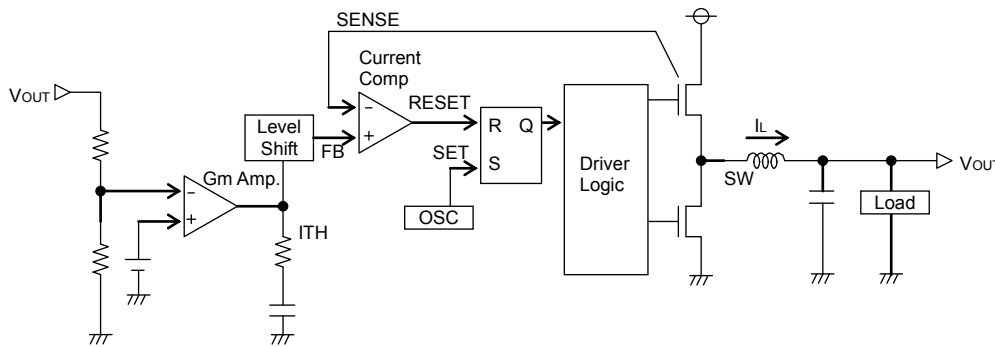 SENSE
Current
Comp
VOUT
−
+
RESET
R Q
S
Level
Shift
FB
SET
Driver
Logic
IL
SW
VOUT
Gm Amp.
−
+
OSC
Load
ITH